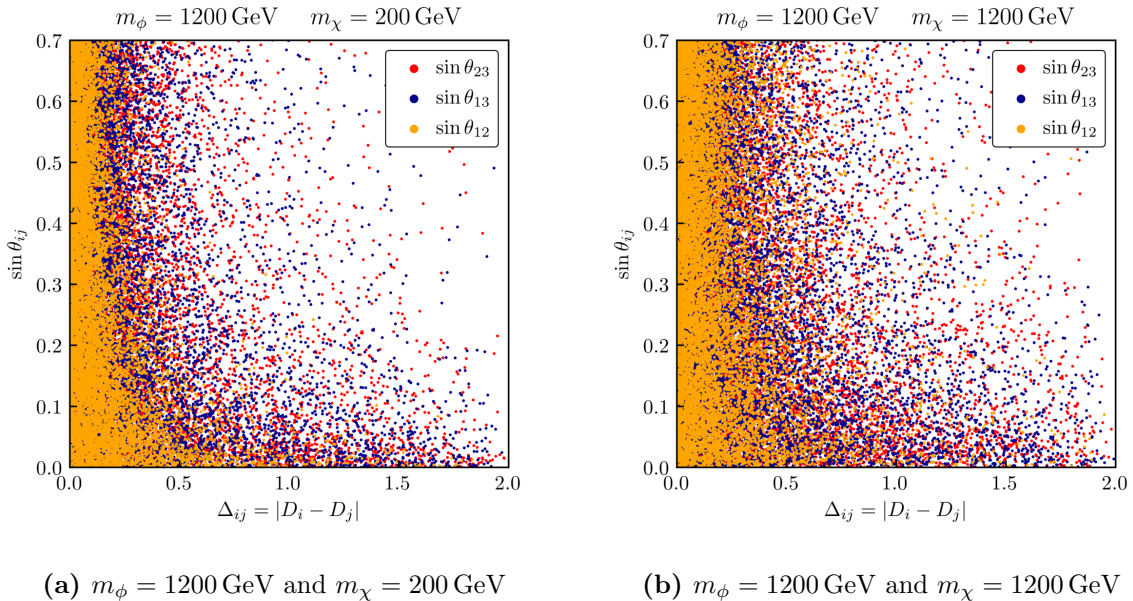 m_ϕ = 1200 GeV m_χ = 200 GeV
sin θ_ij
0.7
0.6
0.5
0.4
0.3
0.2
0.1
0.0
sin θ_23
sin θ_13
sin θ_12
0.0 0.5 1.0 1.5 2.0
Δ_ij = |D_i − D_j|
(a) m_ϕ = 1200 GeV and m_χ = 200 GeV
m_ϕ = 1200 GeV m_χ = 1200 GeV
sin θ_ij
0.7
0.6
0.5
0.4
0.3
0.2
0.1
0.0
sin θ_23
sin θ_13
sin θ_12
0.0 0.5 1.0 1.5 2.0
Δ_ij = |D_i − D_j|
(b) m_ϕ = 1200 GeV and m_χ = 1200 GeV